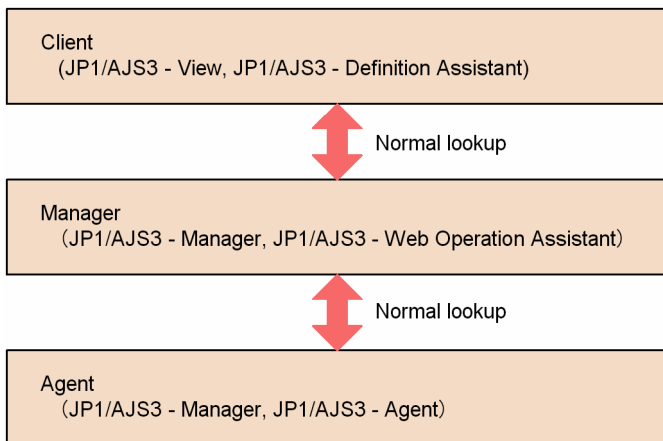 Client
(JP1/AJS3 - View, JP1/AJS3 - Definition Assistant)
Normal lookup
Manager
（JP1/AJS3 - Manager, JP1/AJS3 - Web Operation Assistant）
Normal lookup
Agent
（JP1/AJS3 - Manager, JP1/AJS3 - Agent）